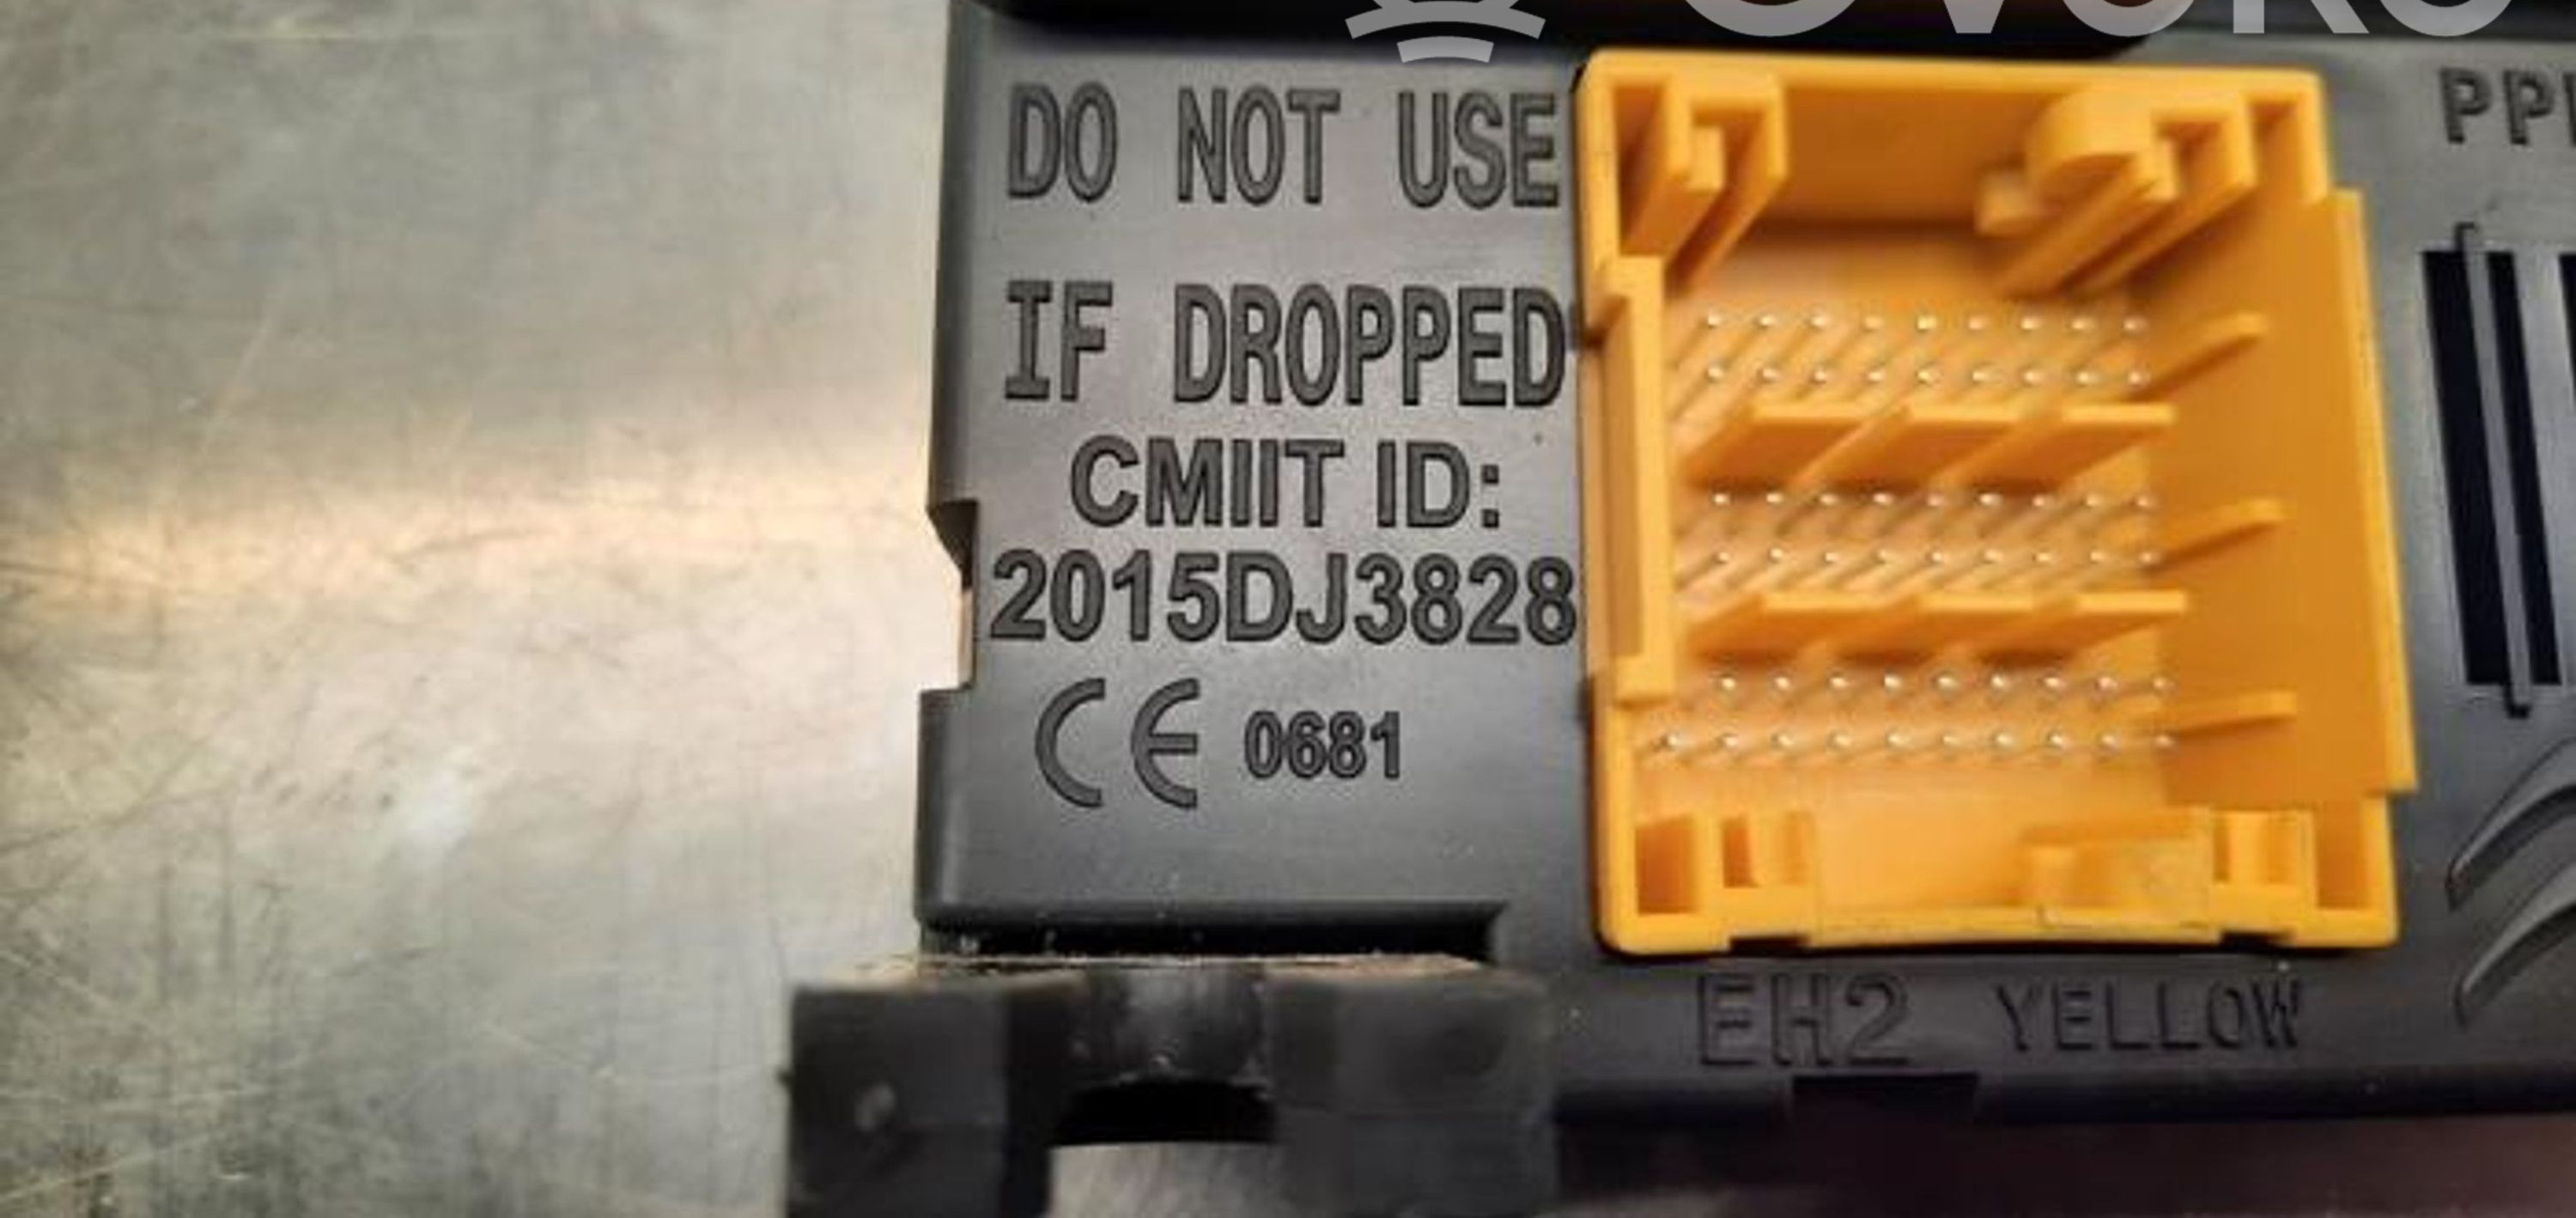 DO NOT USE
IF DROPPED
CMIIT ID:
2015DJ3828
CE 0681
EH2 YELLOW